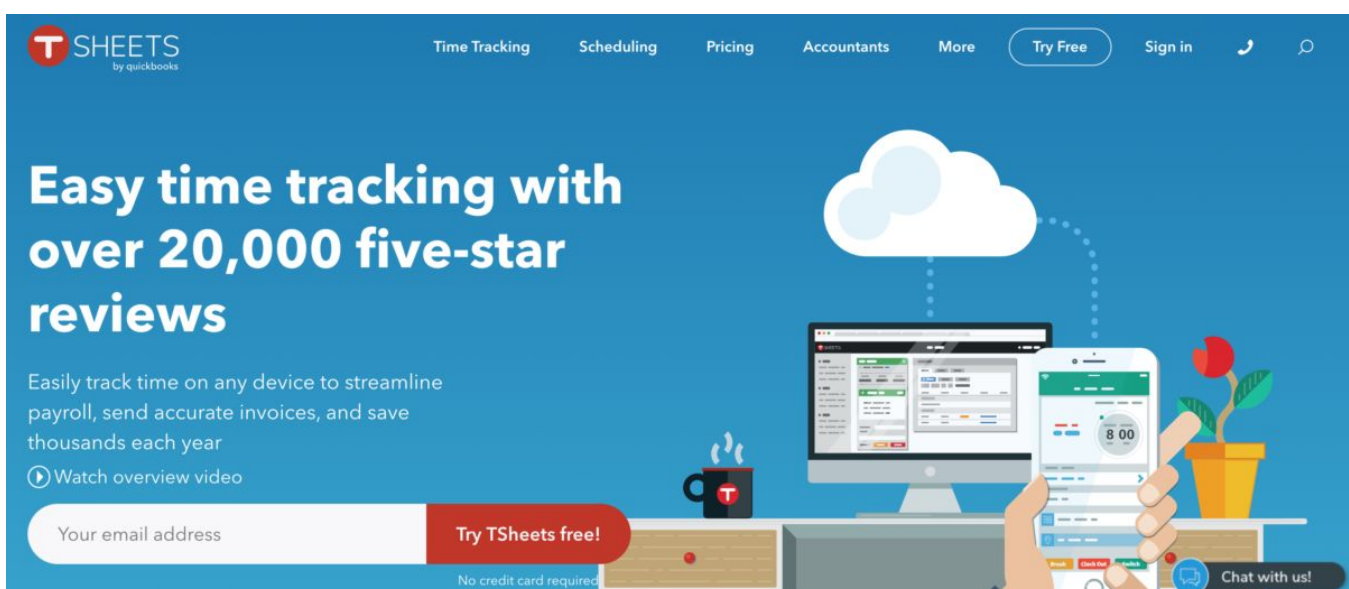 T SHEETS
by quickbooks
Time Tracking Scheduling Pricing Accountants More Try Free Sign in
Easy time tracking with
over 20,000 five-star
reviews
Easily track time on any device to streamline
payroll, send accurate invoices, and save
thousands each year
Watch overview video
Your email address Try TSheets free!
No credit card required
T
T SHEETS
8 00
Break Clock Out Switch
Chat with us!